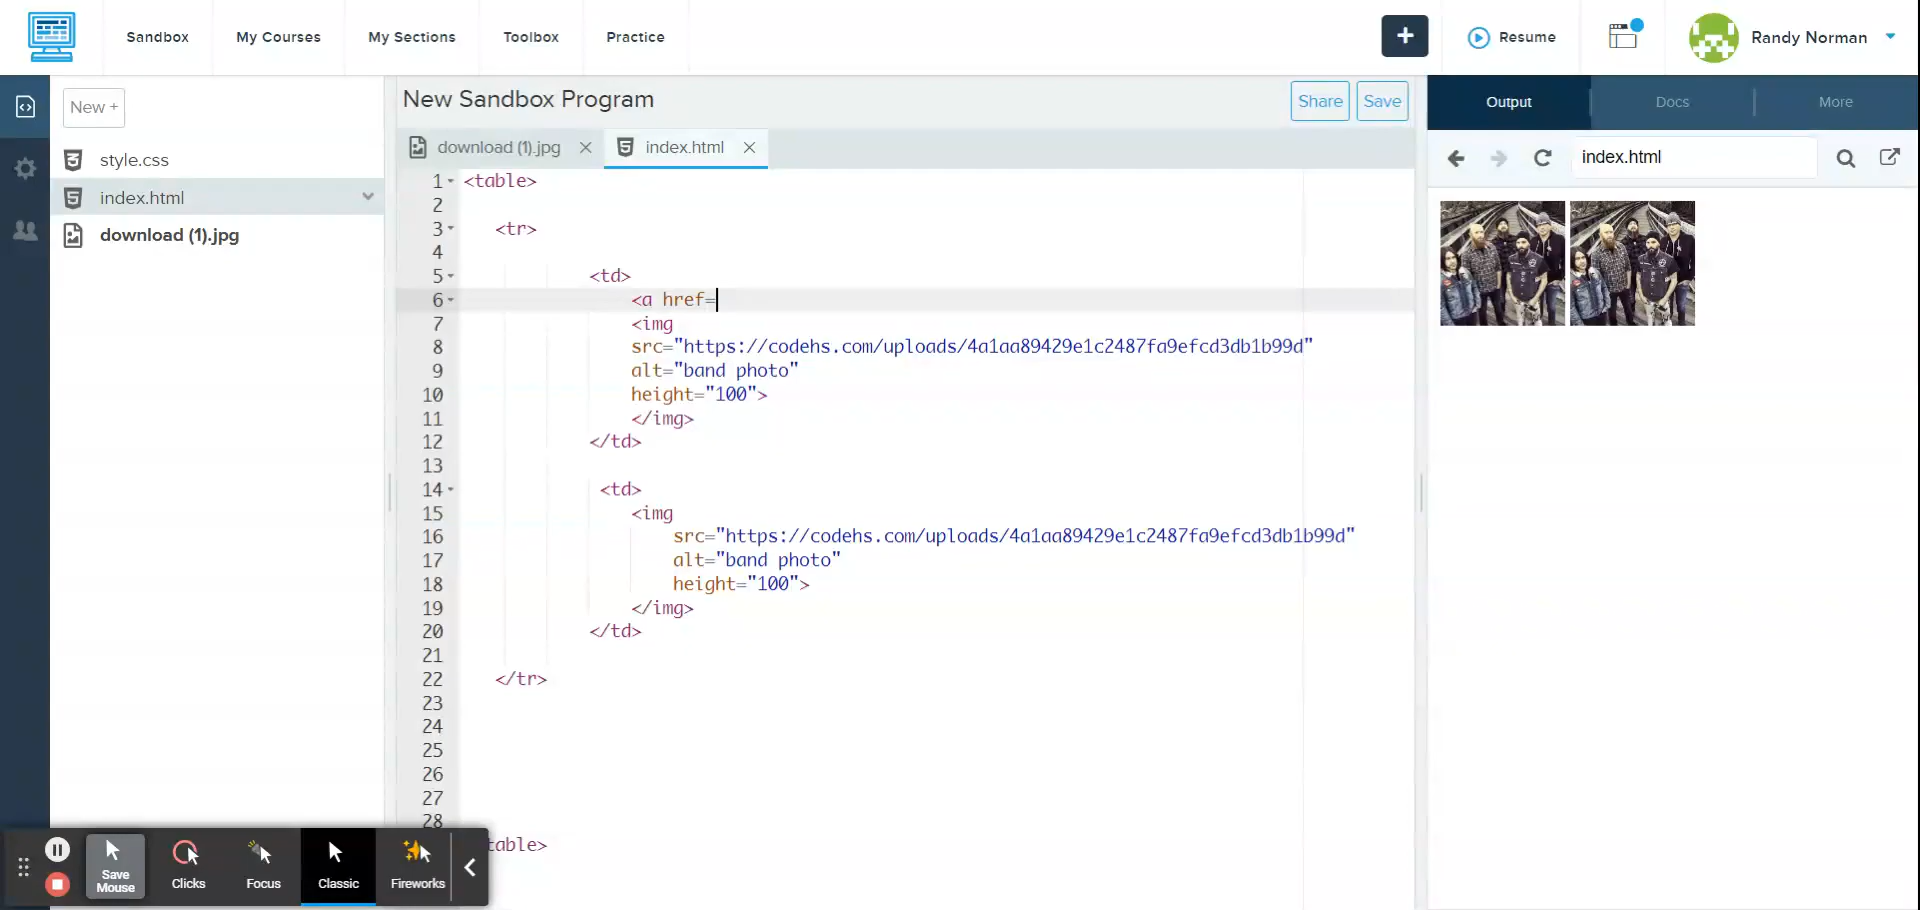 Sandbox
My Courses
My Sections
Toolbox
Practice
+
Resume
Randy Norman
New +
style.css
index.html
download (1).jpg
New Sandbox Program
Share
Save
download (1).jpg
index.html
1 <table>
2
3 <tr>
4
5 <td>
6 <a href=
7 <img
8 src="https://codehs.com/uploads/4a1aa89429e1c2487fa9efcd3db1b99d"
9 alt="band photo"
10 height="100">
11 </img>
12 </td>
13
14 <td>
15 <img
16 src="https://codehs.com/uploads/4a1aa89429e1c2487fa9efcd3db1b99d"
17 alt="band photo"
18 height="100">
19 </img>
20 </td>
21
22 </tr>
23
24
25
26
27
28
table>
Output
Docs
More
index.html
Save
Mouse
Clicks
Focus
Classic
Fireworks